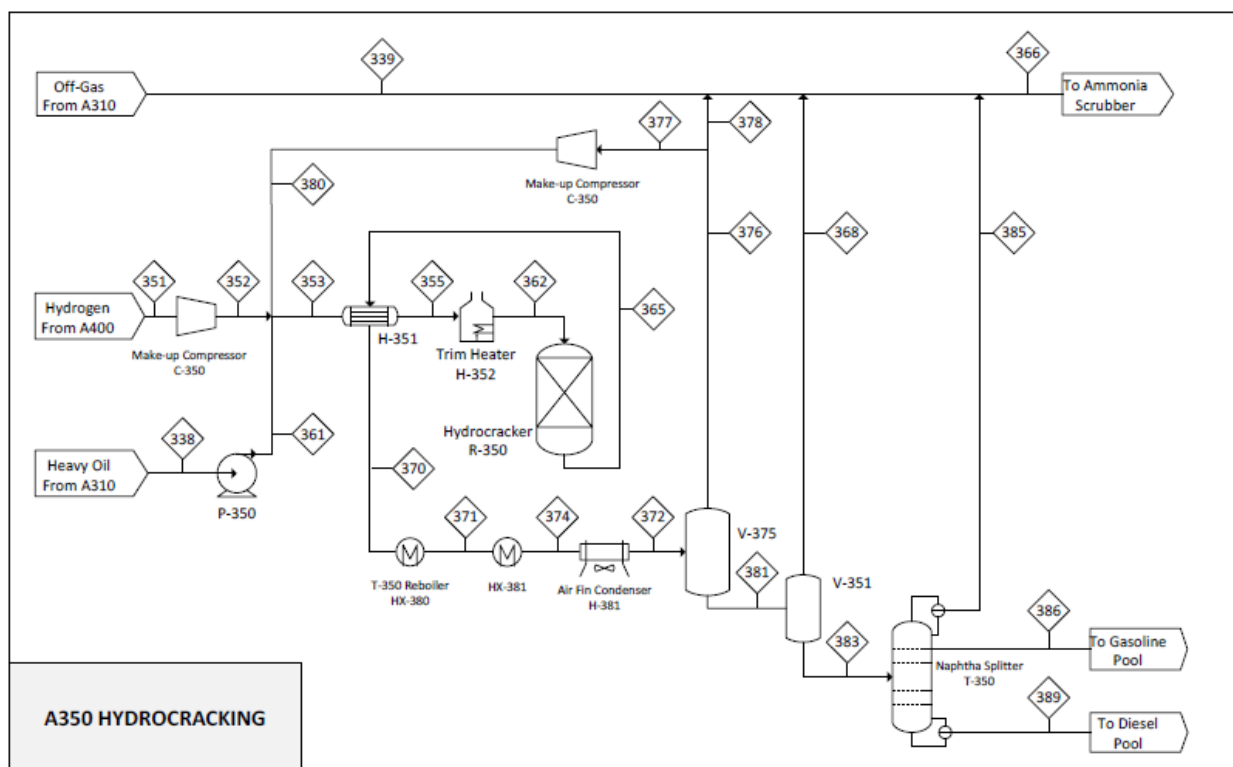 339
366
Off-Gas
From A310
To Ammonia
Scrubber
377
378
Make-up Compressor
C-350
380
376
368
385
351
352
353
355
362
365
Hydrogen
From A400
H-351
Make-up Compressor
C-350
Trim Heater
H-352
338
361
Hydrocracker
R-350
370
Heavy Oil
From A310
P-350
371
374
372
V-375
381
V-351
T-350 Reboiler
HX-380
HX-381
Air Fin Condenser
H-381
383
386
To Gasoline
Pool
Naphtha Splitter
T-350
389
To Diesel
Pool
A350 HYDROCRACKING